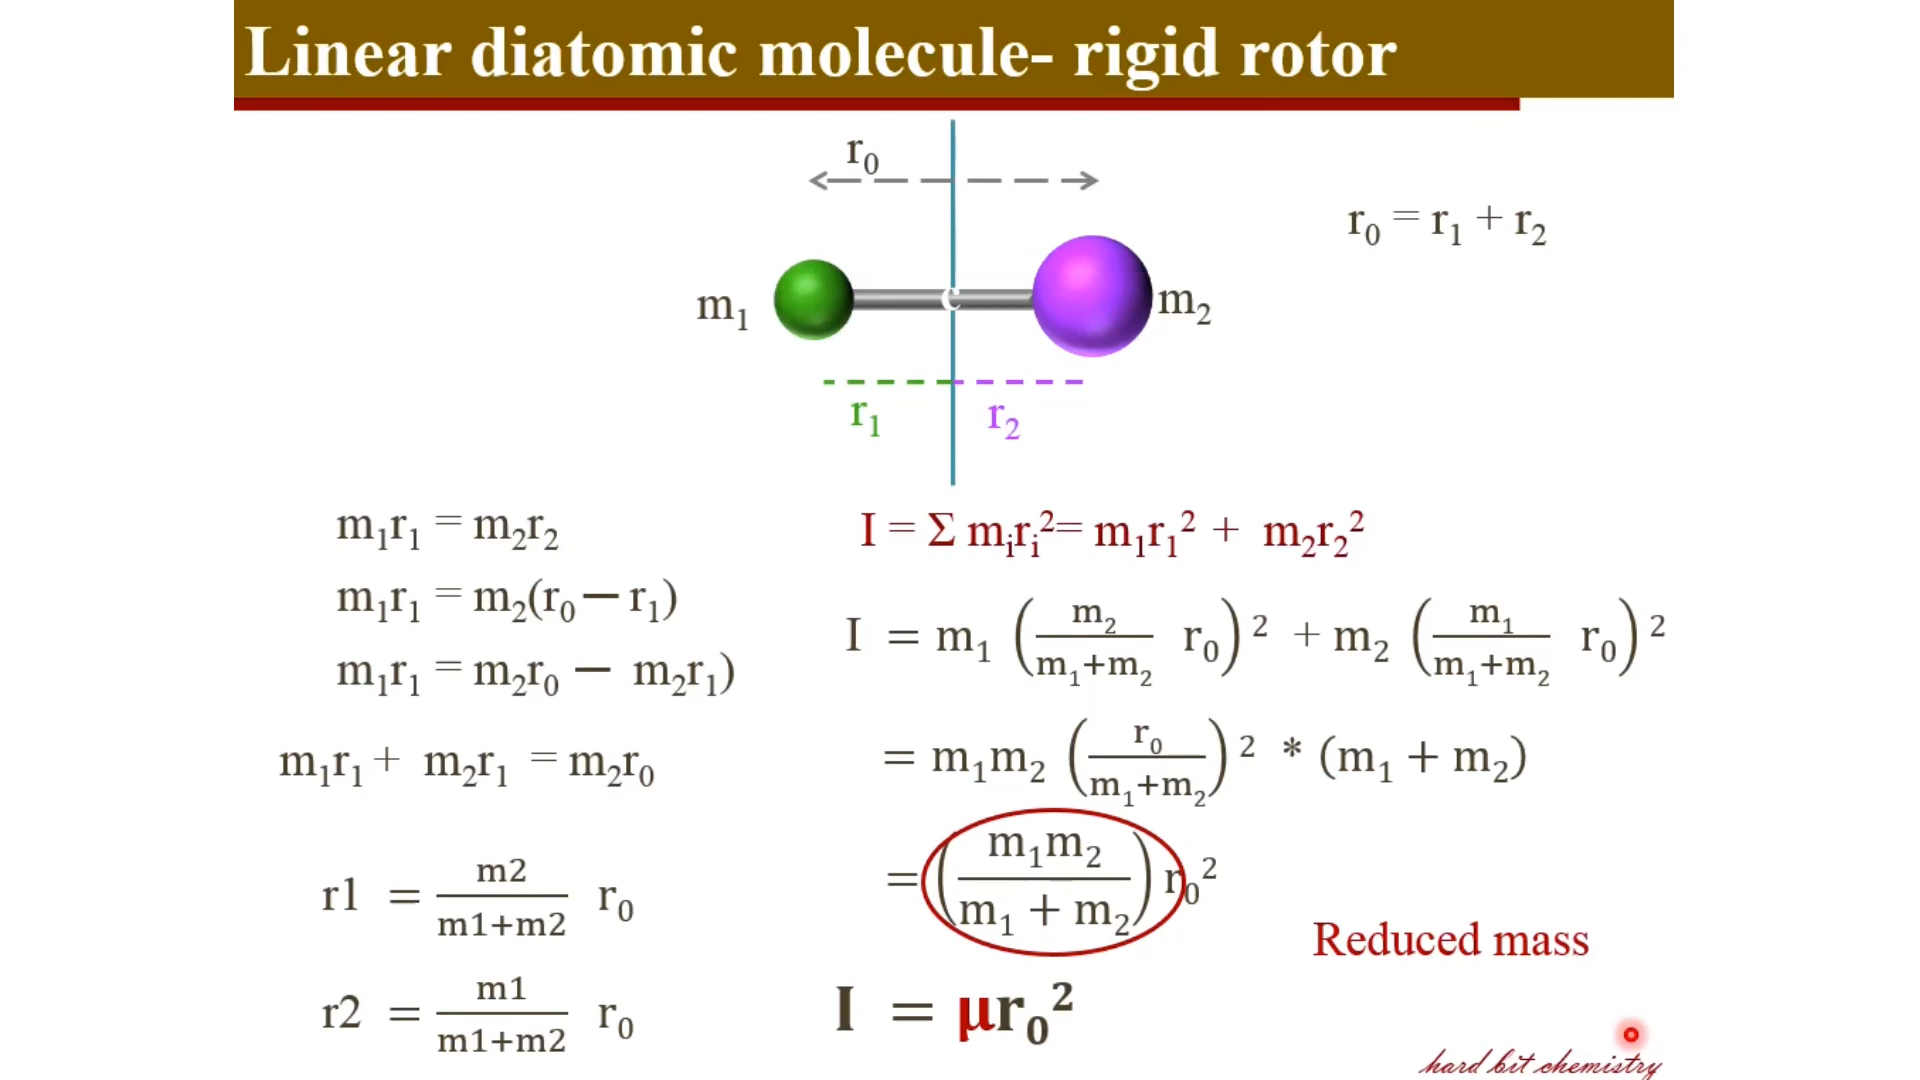 Linear diatomic molecule- rigid rotor
r₀
r₀ = r₁ + r₂
m₁
C
m₂
r₁
r₂
m₁r₁ = m₂r₂
m₁r₁ = m₂(r₀ — r₁)
m₁r₁ = m₂r₀ — m₂r₁)
m₁r₁ + m₂r₁ = m₂r₀
r1 = m2/m1+m2 r₀
r2 = m1/m1+m2 r₀
I = Σ mᵢrᵢ²= m₁r₁² + m₂r₂²
I = m₁ (m₂/m₁+m₂ r₀)² + m₂ (m₁/m₁+m₂ r₀)²
= m₁m₂ (r₀/m₁+m₂)² * (m₁ + m₂)
= (m₁m₂/m₁ + m₂) r₀²
Reduced mass
I = μr₀²
hard bit chemistry